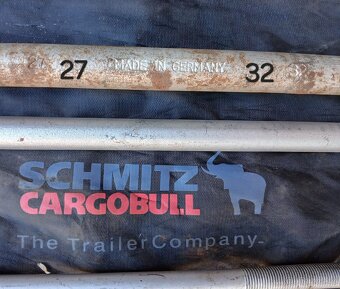 27 MADE IN GERMANY 32
SCHMITZ
CARGOBULL
The Trailer Company